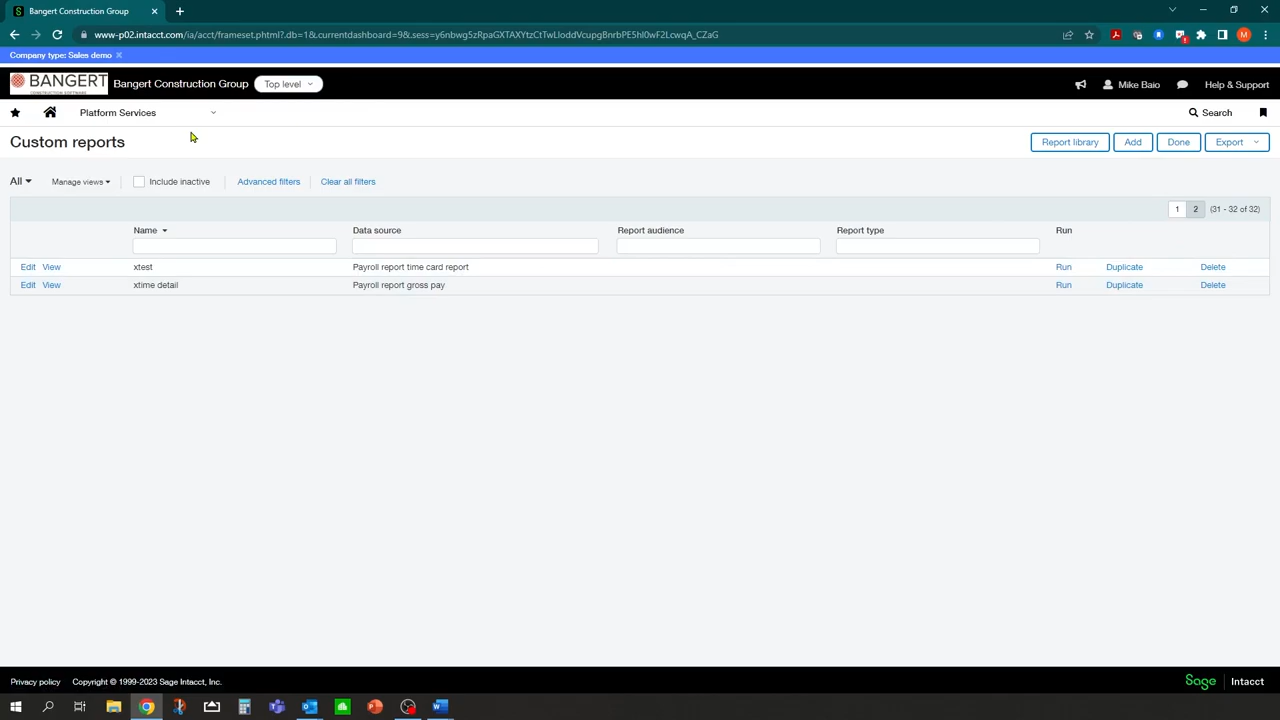 Bangert Construction Group
www-p02.intacct.com/ia/acct/frameset.phtml?.db=1&.currentdashboard=9&.sess=y6nbwg5zRpaGXTAXYtzCtTwLIoddVcupg8nrbPE5hl0wF2LcwqA_CZaG
M
Company type: Sales demo
BANGERT
CONSTRUCTION SOFTWARE
Bangert Construction Group
Top level
Mike Baio
Help & Support
Platform Services
Search
Custom reports
Report library
Add
Done
Export
All
Manage views
Include inactive
Advanced filters
Clear all filters
1 2 (31 - 32 of 32)
Name Data source Report audience Report type Run
Edit View xtest Payroll report time card report Run Duplicate Delete
Edit View xtime detail Payroll report gross pay Run Duplicate Delete
Privacy policy Copyright © 1999-2023 Sage Intacct, Inc.
Sage Intacct